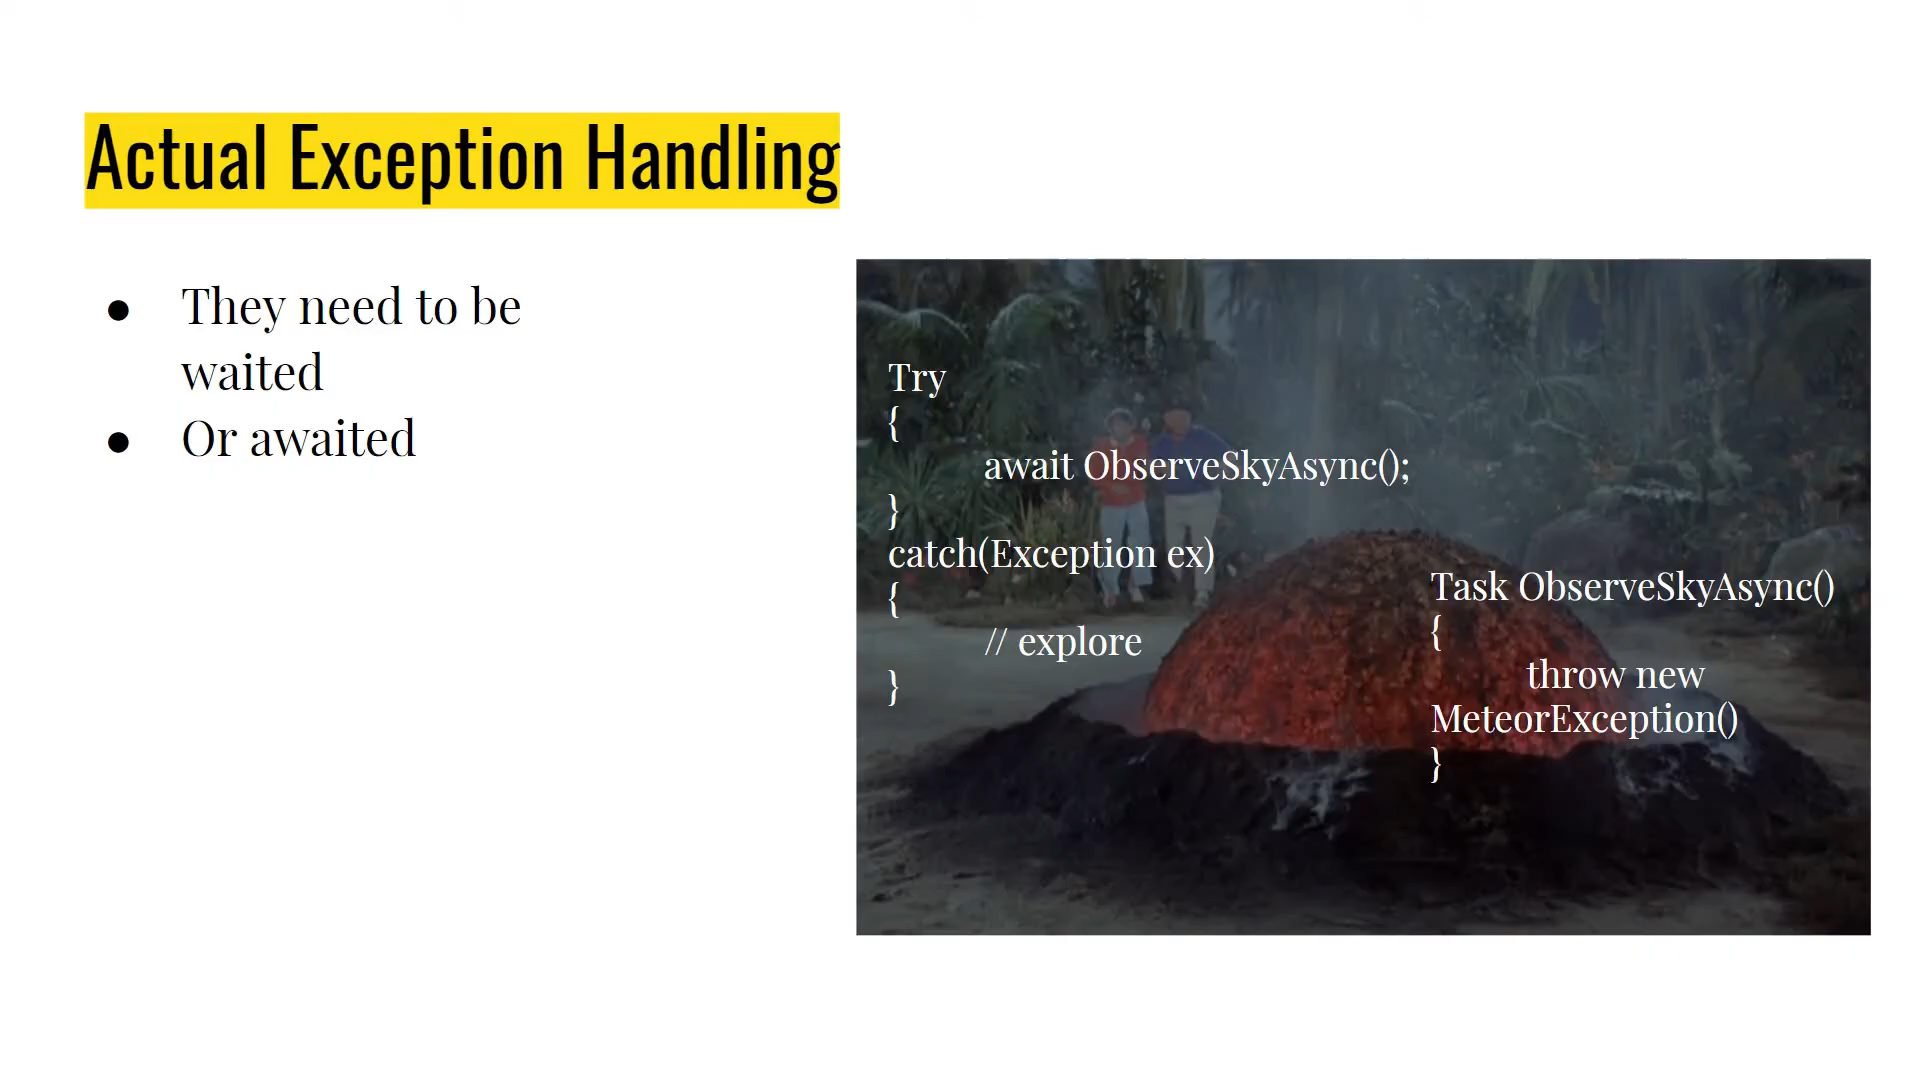 Actual Exception Handling
● They need to be
waited
● Or awaited
Try
{
await ObserveSkyAsync();
}
catch(Exception ex)
{
// explore
}
Task ObserveSkyAsync()
{
throw new
MeteorException()
}